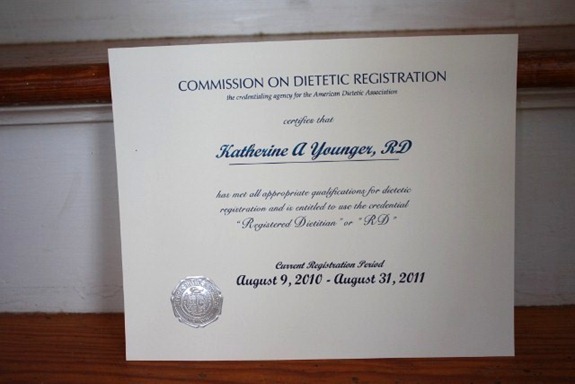 COMMISSION ON DIETETIC REGISTRATION
the credentialing agency for the American Dietetic Association
certifies that
Katherine A Younger, RD
has met all appropriate qualifications for dietetic
registration and is entitled to use the credential
"Registered Dietitian" or "RD"
Current Registration Period
August 9, 2010 - August 31, 2011